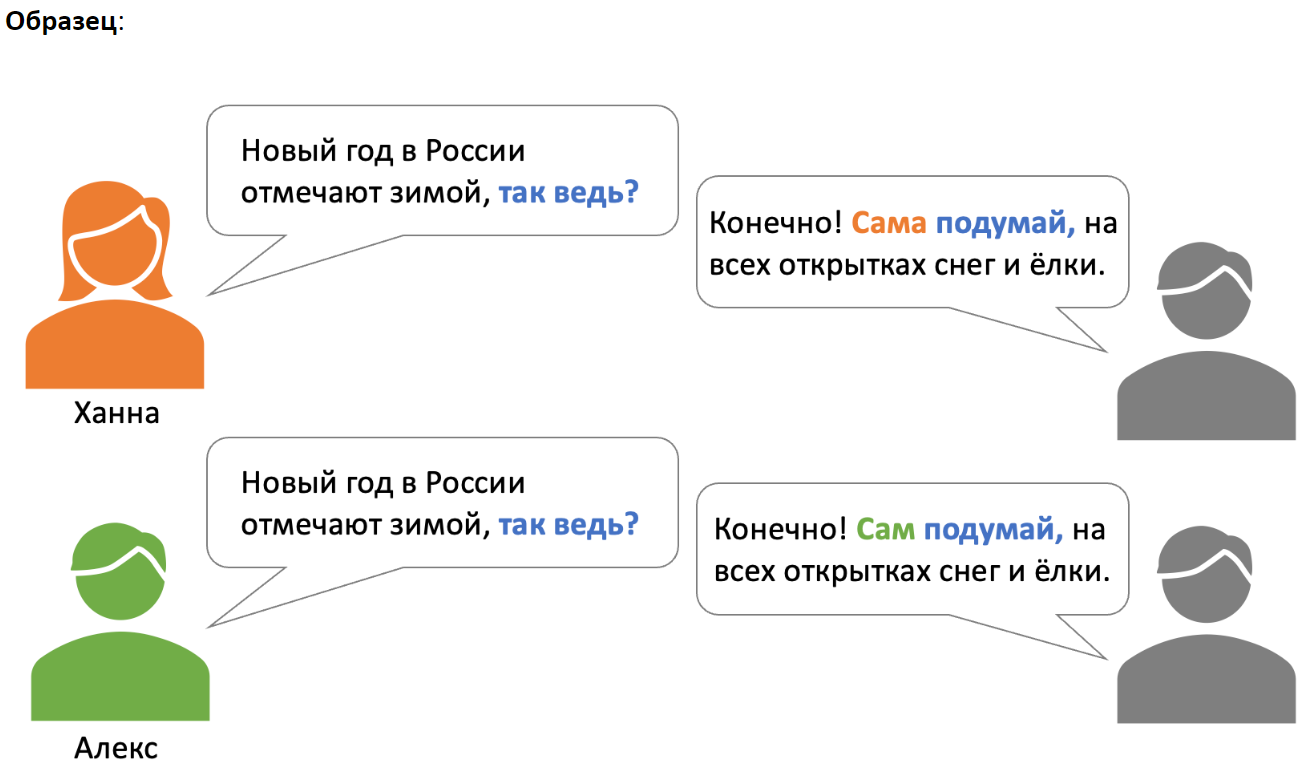 Образец:
Новый год в России
отмечают зимой, так ведь?
Конечно! Сама подумай, на
всех открытках снег и ёлки.
Ханна
Новый год в России
отмечают зимой, так ведь?
Конечно! Сам подумай, на
всех открытках снег и ёлки.
Алекс